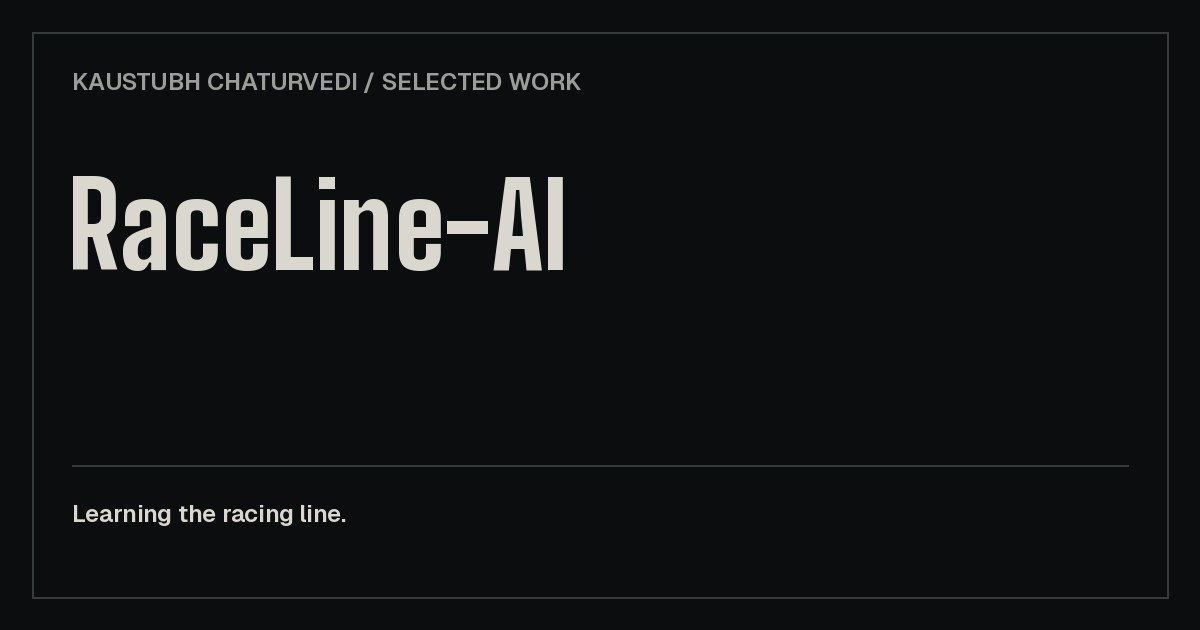 KAUSTUBH CHATURVEDI / SELECTED WORK
RaceLine–AI
Learning the racing line.